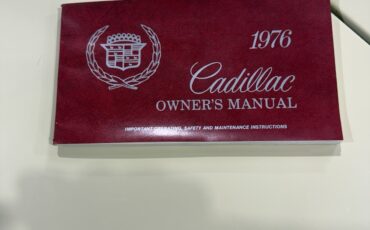 1976
Cadillac
OWNER'S MANUAL
IMPORTANT OPERATING, SAFETY AND MAINTENANCE INSTRUCTIONS